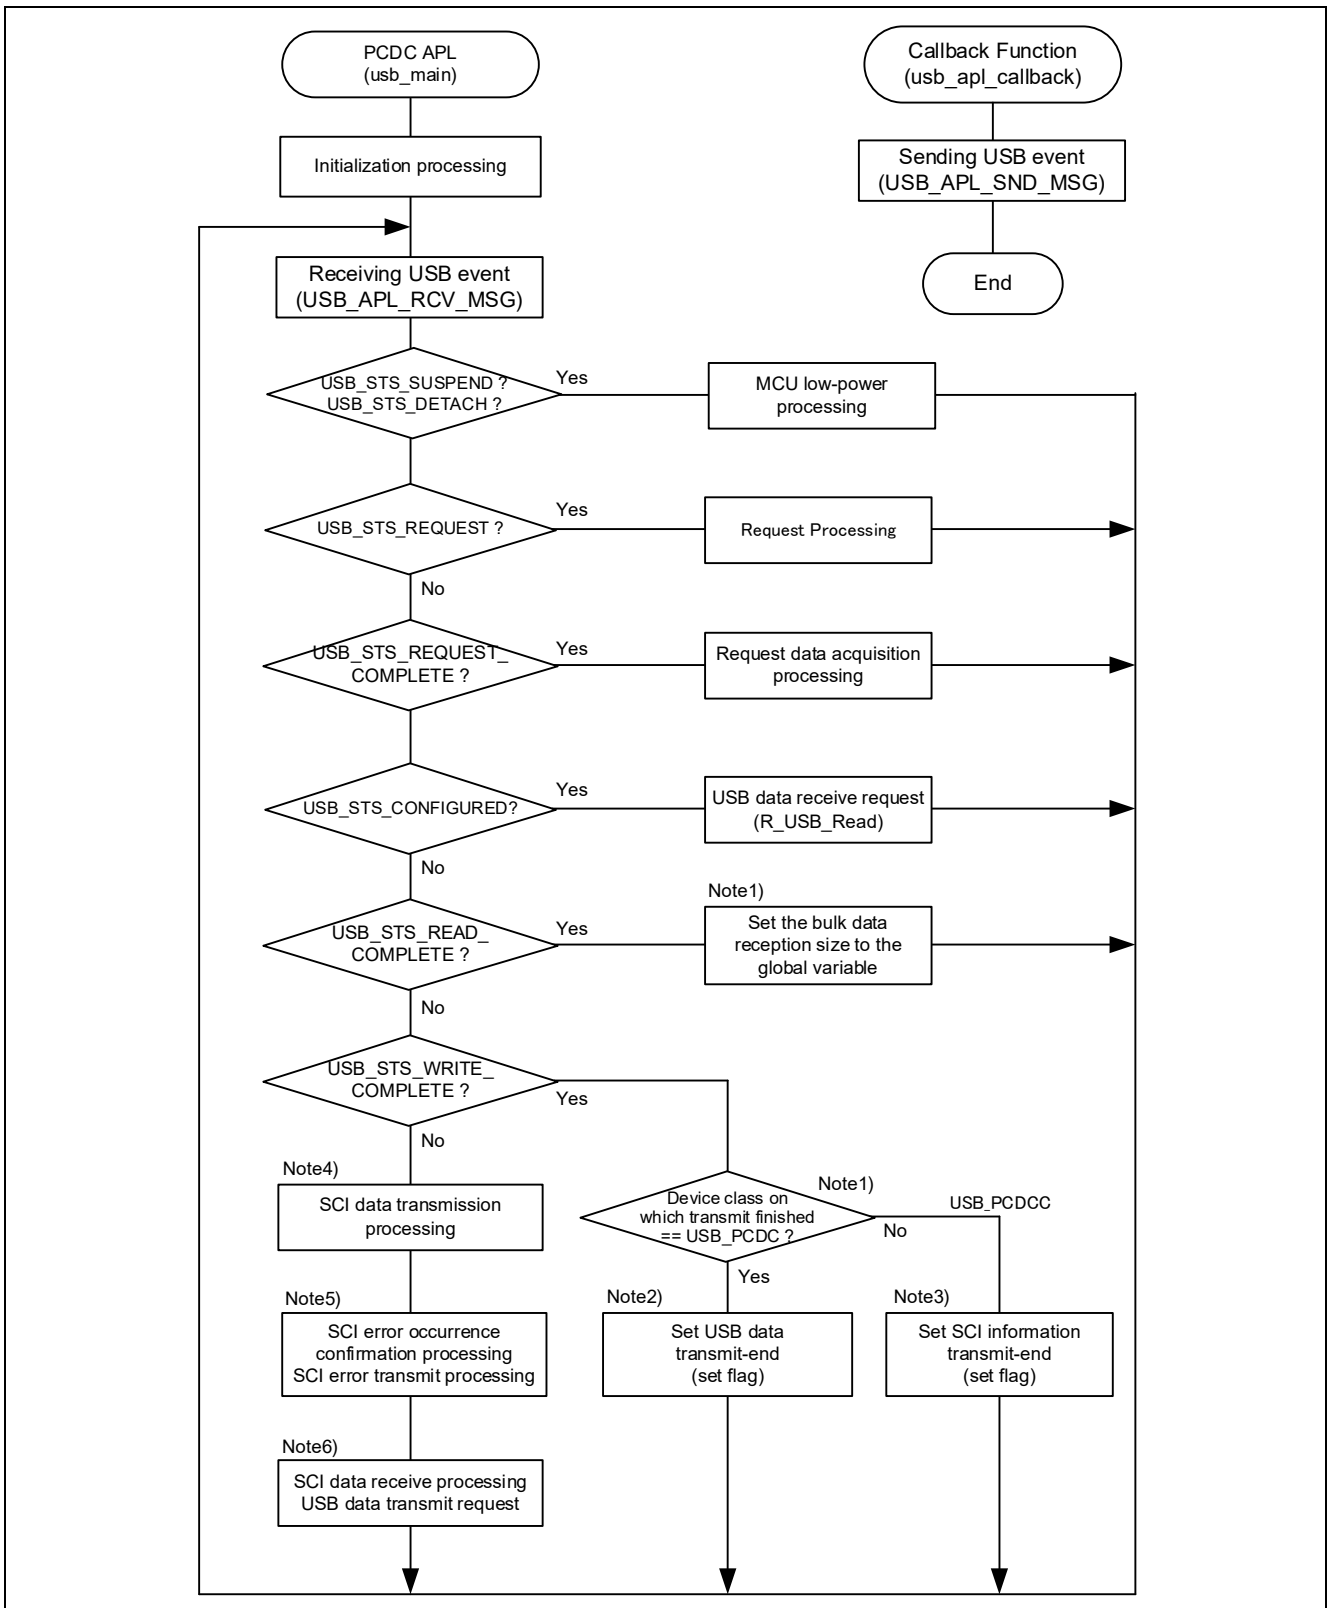 PCDC APL
(usb_main)
Callback Function
(usb_apl_callback)
Initialization processing
Sending USB event
(USB_APL_SND_MSG)
Receiving USB event
(USB_APL_RCV_MSG)
End
USB_STS_SUSPEND ?
USB_STS_DETACH ?
Yes
MCU low-power
processing
USB_STS_REQUEST ?
Yes
Request Processing
No
USB_STS_REQUEST_
COMPLETE ?
Yes
Request data acquisition
processing
USB_STS_CONFIGURED?
Yes
USB data receive request
(R_USB_Read)
No
USB_STS_READ_
COMPLETE ?
Yes
Note1)
Set the bulk data
reception size to the
global variable
No
USB_STS_WRITE_
COMPLETE ?
Yes
No
Note4)
SCI data transmission
processing
Device class on
which transmit finished
== USB_PCDC ?
Note1)
USB_PCDCC
No
Yes
Note5)
SCI error occurrence
confirmation processing
SCI error transmit processing
Note2)
Set USB data
transmit-end
(set flag)
Note3)
Set SCI information
transmit-end
(set flag)
Note6)
SCI data receive processing
USB data transmit request